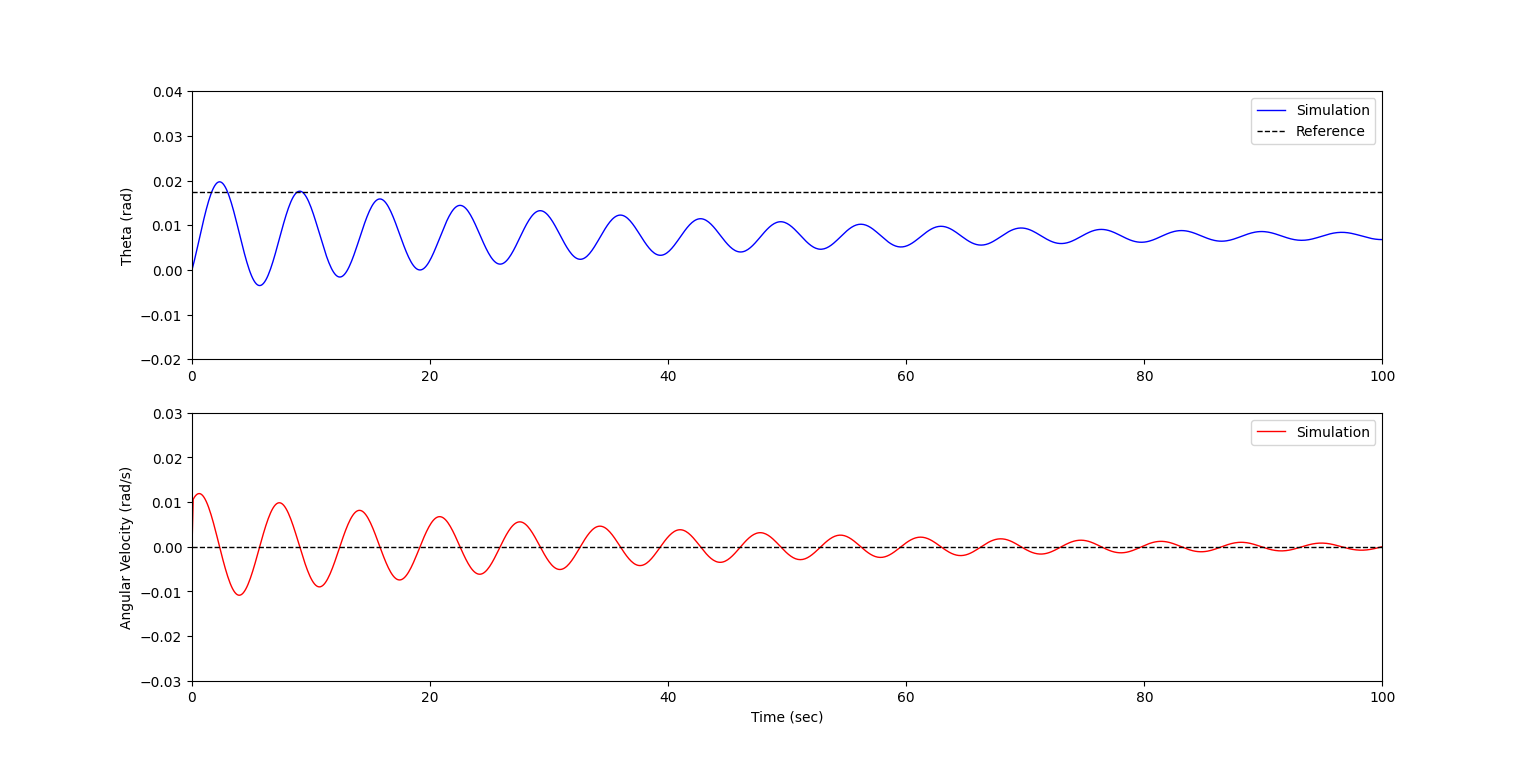 0.04
0.03
0.02
0.01
0.00
−0.01
−0.02
Theta (rad)
Simulation
Reference
0 20 40 60 80 100
0.03
0.02
0.01
0.00
−0.01
−0.02
−0.03
Angular Velocity (rad/s)
Simulation
0 20 40 60 80 100
Time (sec)